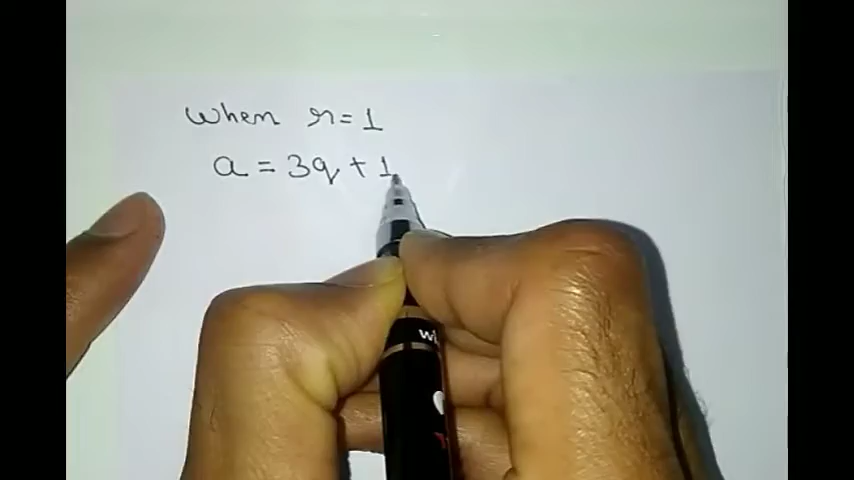 When r = 1
a = 3q + 1